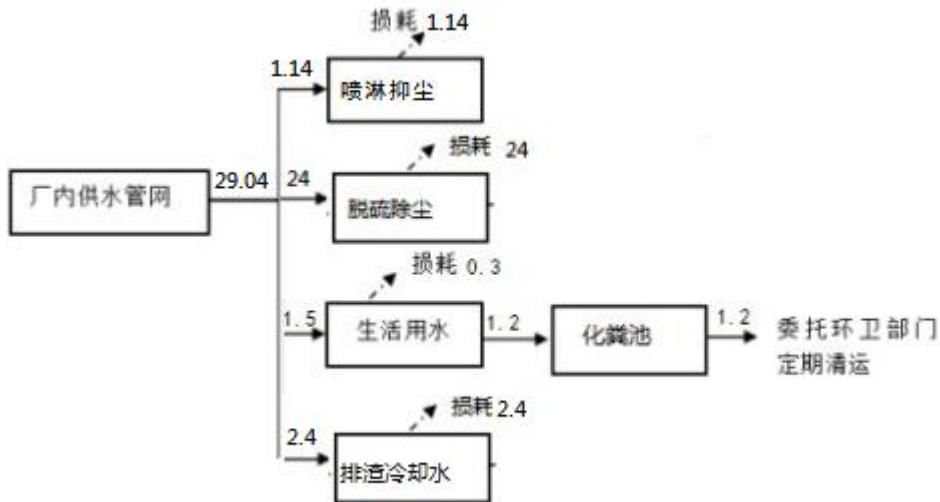 损耗 1.14
1.14
喷淋抑尘
损耗 24
厂内供水管网
29.04
24
脱硫除尘
损耗 0.3
1.5
生活用水
1.2
化粪池
1.2
委托环卫部门
定期清运
损耗 2.4
2.4
排渣冷却水